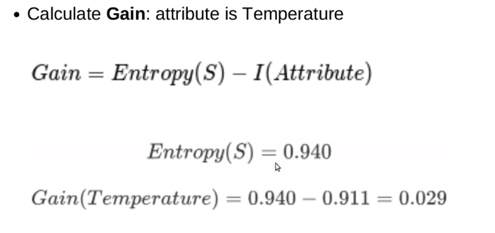 • Calculate Gain: attribute is Temperature
Gain = Entropy(S) − I(Attribute)
Entropy(S) = 0.940
Gain(Temperature) = 0.940 − 0.911 = 0.029